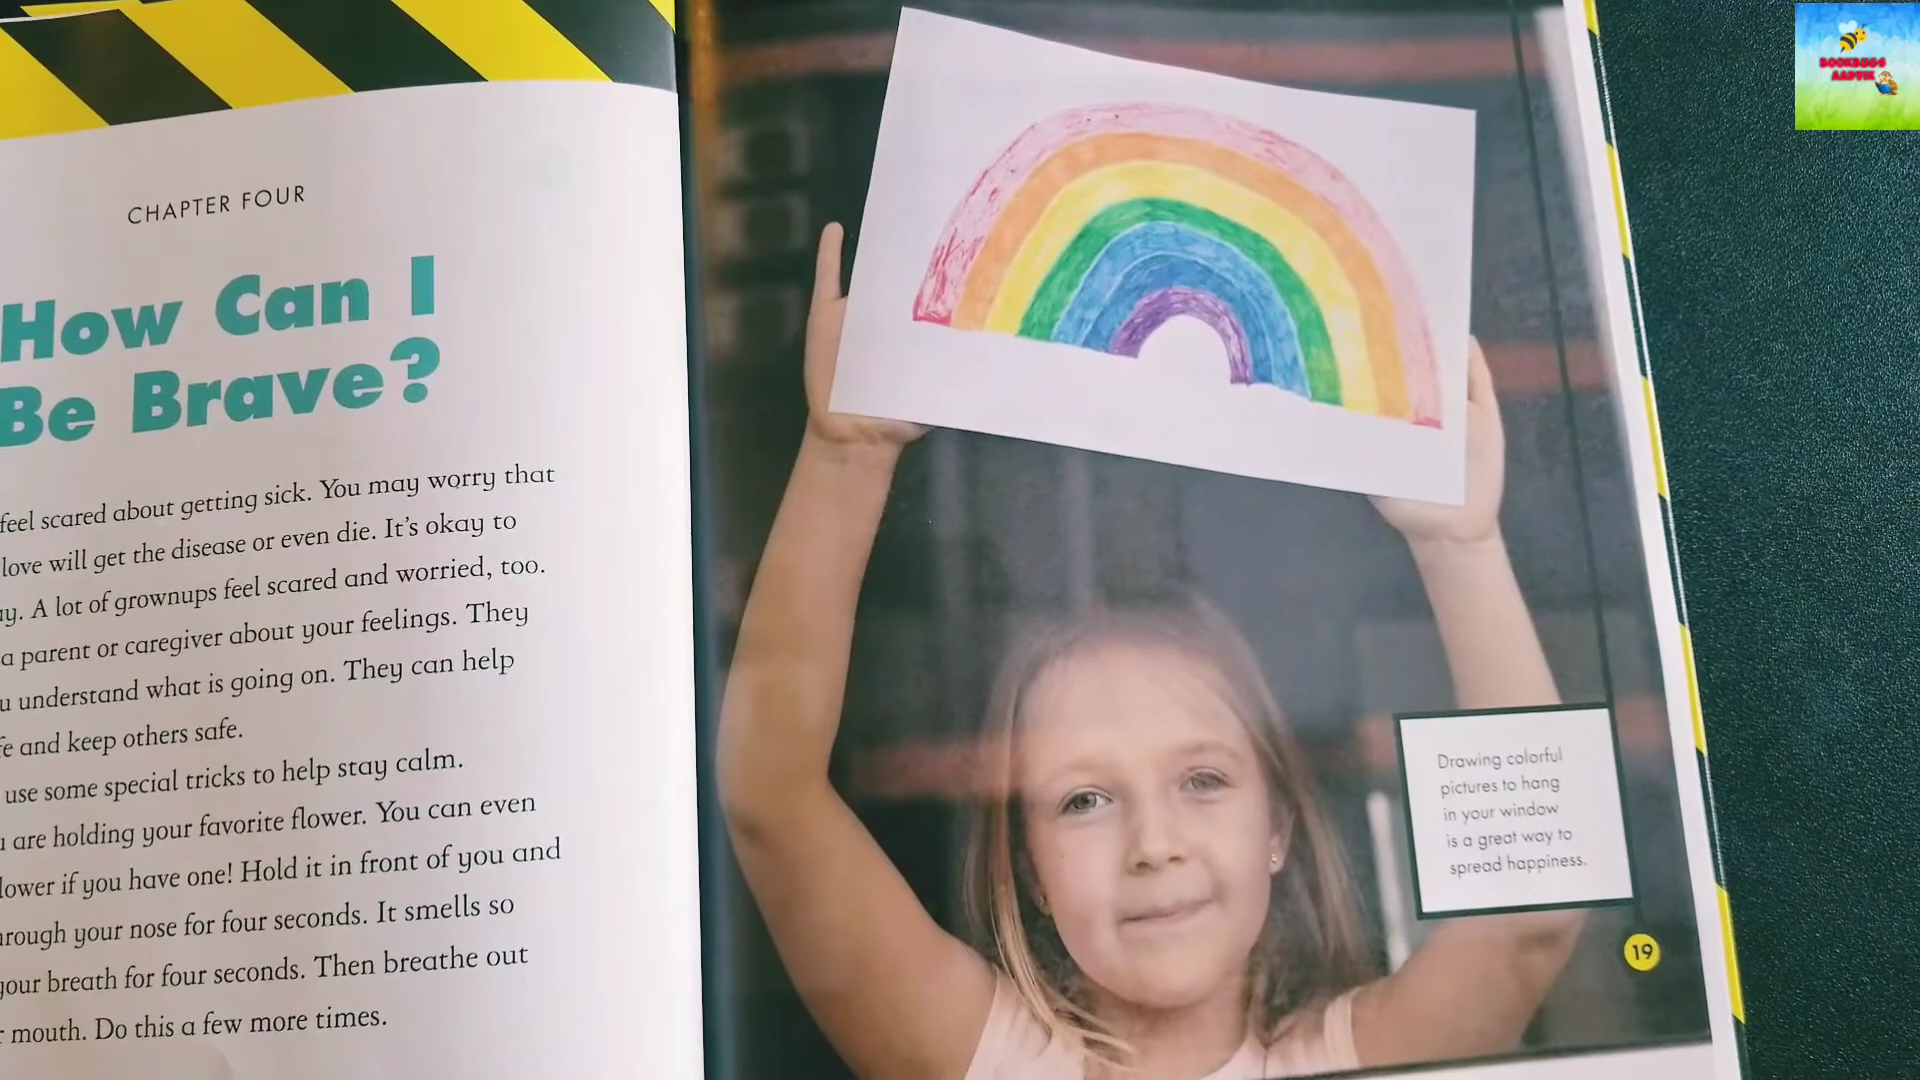 CHAPTER FOUR
How Can I
Be Brave?
feel scared about getting sick. You may worry that
love will get the disease or even die. It's okay to
A lot of grownups feel scared and worried, too.
a parent or caregiver about your feelings. They
understand what is going on. They can help
and keep others safe.
use some special tricks to help stay calm.
are holding your favorite flower. You can even
if you have one! Hold it in front of you and
your nose for four seconds. It smells so
your breath for four seconds. Then breathe out
mouth. Do this a few more times.
Drawing colorful
pictures to hang
in your window
is a great way to
spread happiness.
19
BOOKBUGS
AADVIK